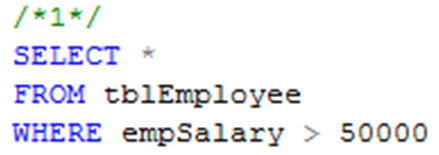 /*1*/
SELECT *
FROM tblEmployee
WHERE empSalary > 50000